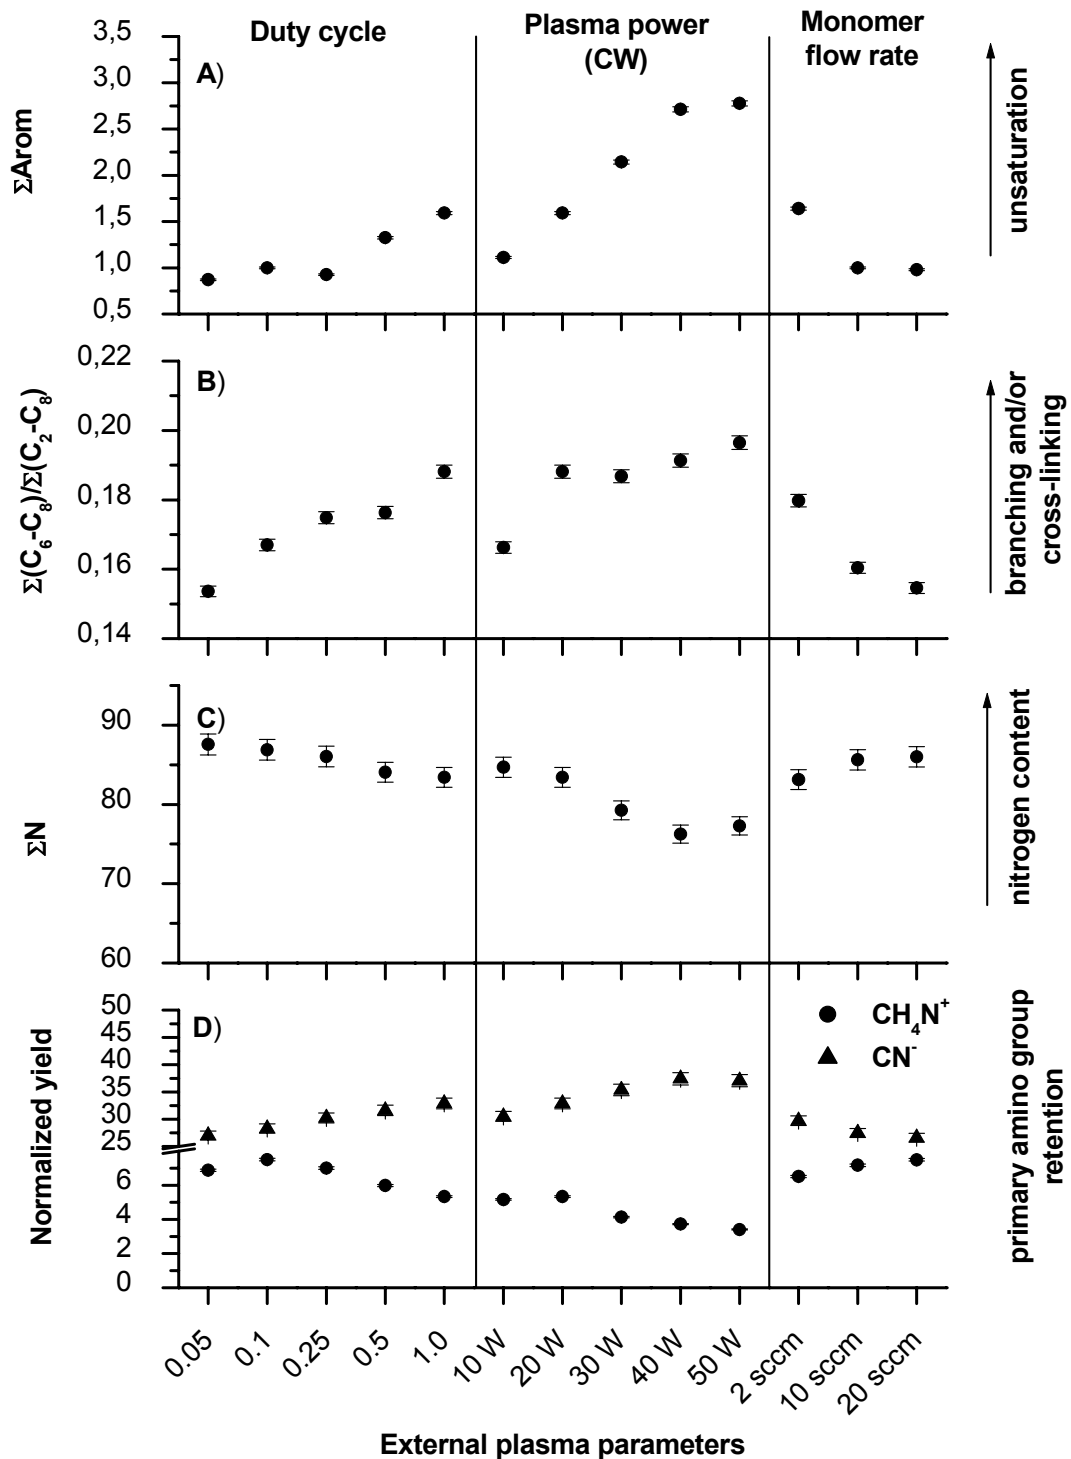 Duty cycle
Plasma power
(CW)
Monomer
flow rate
A)
3,5
3,0
2,5
2,0
1,5
1,0
0,5
ΣArom
unsaturation
B)
0,22
0,20
0,18
0,16
0,14
Σ(C6-C8)/Σ(C2-C8)
branching and/or
cross-linking
C)
90
80
70
60
ΣN
nitrogen content
D)
50
45
40
35
30
25
6
4
2
0
Normalized yield
CH4N+
CN-
primary amino group
retention
0.05
0.1
0.25
0.5
1.0
10 W
20 W
30 W
40 W
50 W
2 sccm
10 sccm
20 sccm
External plasma parameters